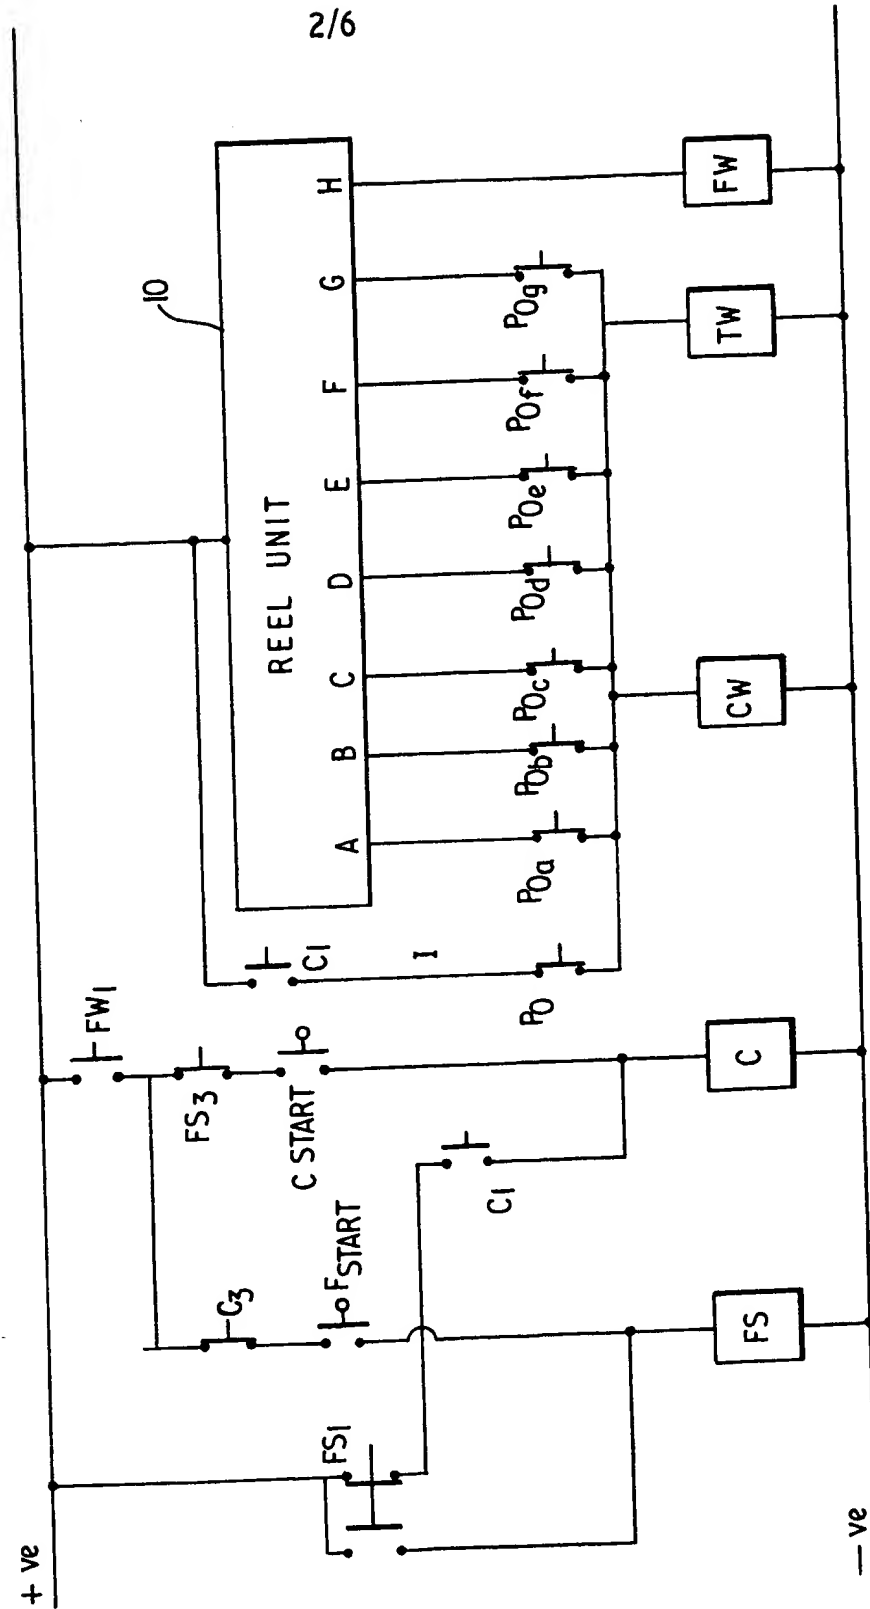 2/6
+ ve
FW1
10
REEL UNIT
A B C D E F G H
C1
I
FS3
C START
C3
FSTART
FS1
C1
P0
P0a
P0b
P0c
P0d
P0e
P0f
P0g
FS
C
CW
TW
FW
— ve